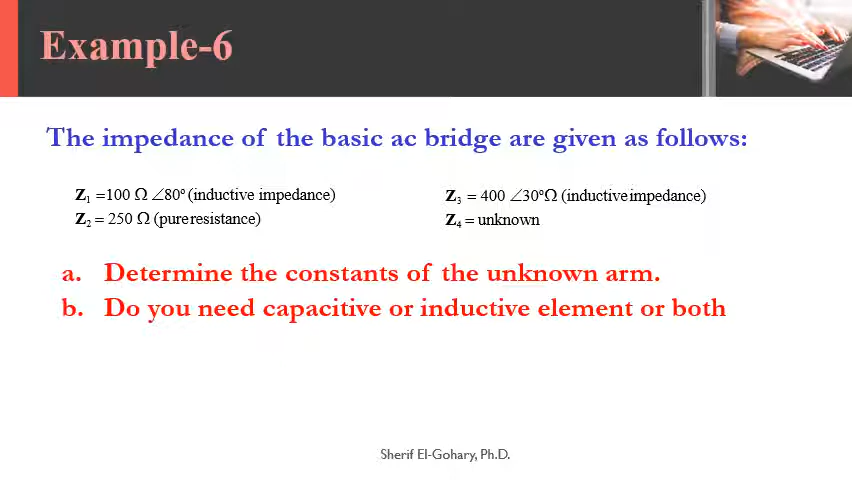 Example-6
The impedance of the basic ac bridge are given as follows:
Z₁ =100 Ω ∠80° (inductive impedance)
Z₂ = 250 Ω (pure resistance)
Z₃ = 400 ∠30°Ω (inductive impedance)
Z₄ = unknown
a. Determine the constants of the unknown arm.
b. Do you need capacitive or inductive element or both
Sherif El-Gohary, Ph.D.